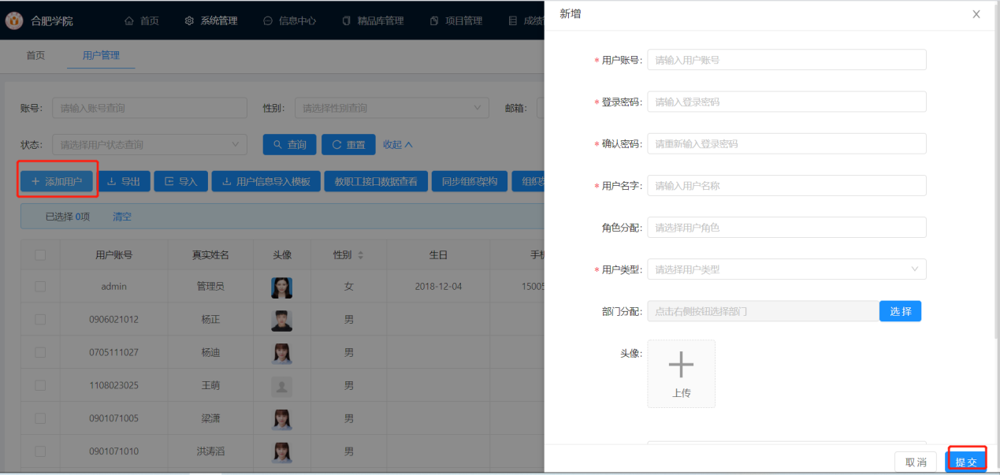 合肥学院 首页 系统管理 信息中心 精品库管理 项目管理 成绩
首页 用户管理
账号: 请输入账号查询 性别: 请选择性别查询 邮箱:
状态: 请选择用户状态查询 查询 重置 收起
添加用户 导出 导入 用户信息导入模板 教职工接口数据查看 同步组织架构 组织
已选择 0项 清空
用户账号 真实姓名 头像 性别 生日 手机
admin 管理员 女 2018-12-04 15005
0906021012 杨正 男
0705111027 杨迪 男
1108023025 王萌 男
0901071005 梁潇 男
0901071010 洪涛滔 男
新增
* 用户账号: 请输入用户账号
* 登录密码: 请输入登录密码
* 确认密码: 请重新输入登录密码
* 用户名字: 请输入用户名称
角色分配: 请选择用户角色
* 用户类型: 请选择用户类型
部门分配: 点击右侧按钮选择部门 选择
头像:
上传
取消 提交